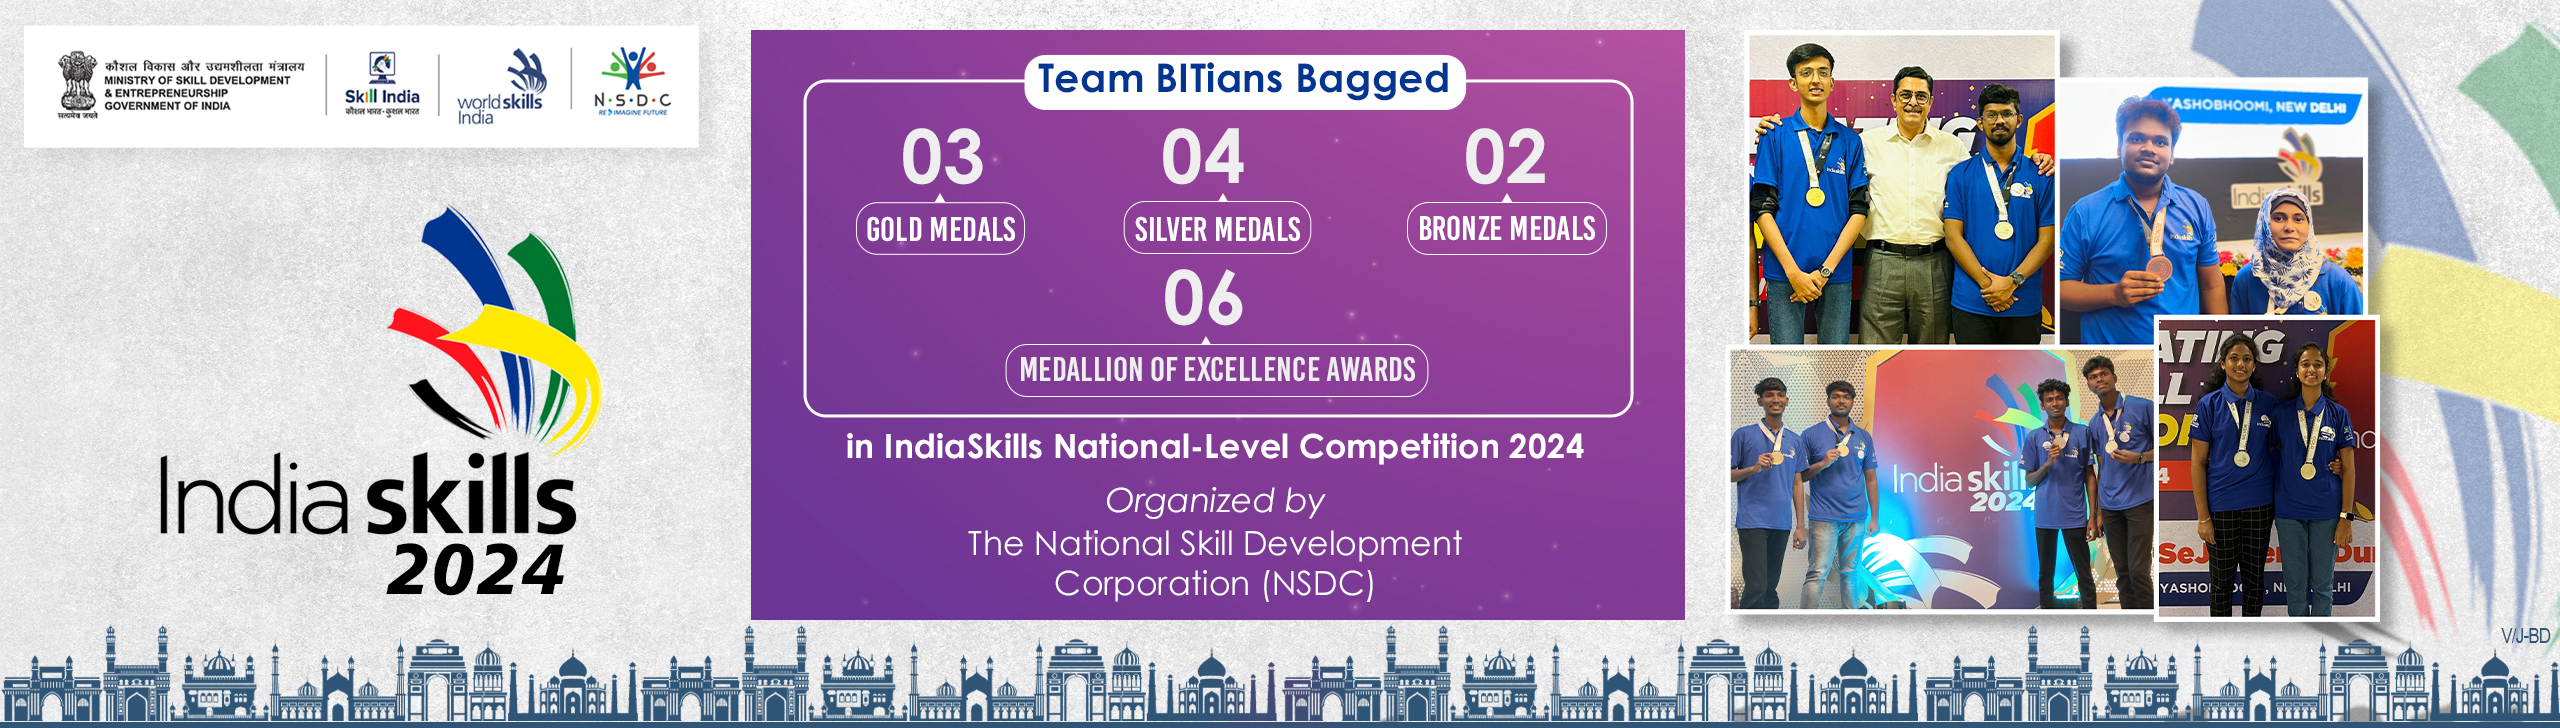 कौशल विकास और उद्यमशीलता मंत्रालय
MINISTRY OF SKILL DEVELOPMENT
& ENTREPRENEURSHIP
GOVERNMENT OF INDIA
सत्यमेव जयते
Skill India
कौशल भारत - कुशल भारत
worldskills
India
N·S·D·C
RE IMAGINE FUTURE
India skills
2024
Team BITians Bagged
03
GOLD MEDALS
04
SILVER MEDALS
02
BRONZE MEDALS
06
MEDALLION OF EXCELLENCE AWARDS
in IndiaSkills National-Level Competition 2024
Organized by
The National Skill Development
Corporation (NSDC)
YASHOBHOOMI, NEW DELHI
India skills
India skills
2024
V/J-BD